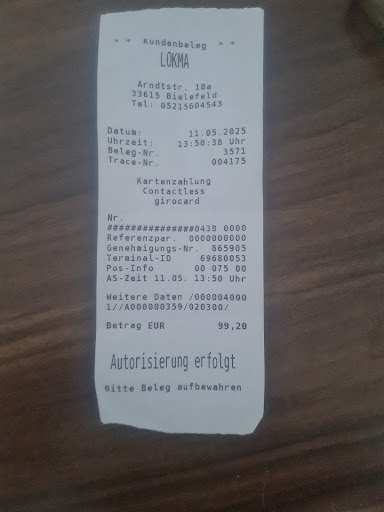 * * Kundenbeleg * *
LOKMA
Arndtstr. 18a
33615 Bielefeld
Tel: 05215604543
Datum: 11.05.2025
Uhrzeit: 13:50:38 Uhr
Beleg-Nr. 3571
Trace-Nr. 004175
Kartenzahlung
Contactless
girocard
Nr.
###############0438 0000
Referenzpar. 0000000000
Genehmigungs-Nr. 865905
Terminal-ID 69680053
Pos-Info 00 075 00
AS-Zeit 11.05. 13:50 Uhr
Weitere Daten /000004000
1//A000000359/020300/
Betrag EUR 99,20
Autorisierung erfolgt
Bitte Beleg aufbewahren